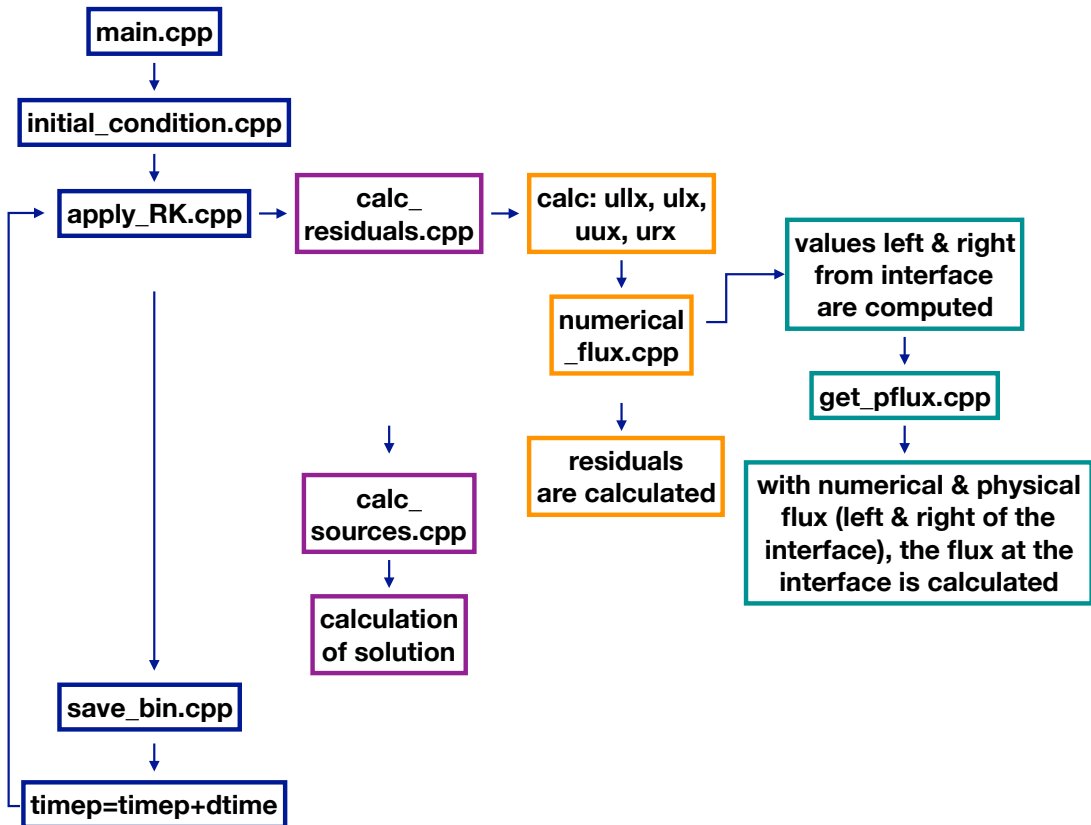 main.cpp
initial_condition.cpp
apply_RK.cpp
calc_
residuals.cpp
calc: ullx, ulx,
uux, urx
values left & right
from interface
are computed
numerical
_flux.cpp
get_pflux.cpp
residuals
are calculated
with numerical & physical
flux (left & right of the
interface), the flux at the
interface is calculated
calc_
sources.cpp
calculation
of solution
save_bin.cpp
timep=timep+dtime